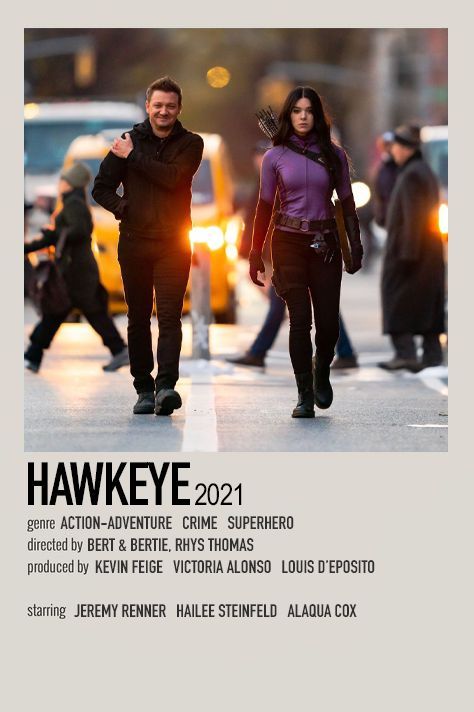 HAWKEYE 2021
genre ACTION-ADVENTURE CRIME SUPERHERO
directed by BERT & BERTIE, RHYS THOMAS
produced by KEVIN FEIGE VICTORIA ALONSO LOUIS D'EPOSITO
starring JEREMY RENNER HAILEE STEINFELD ALAQUA COX